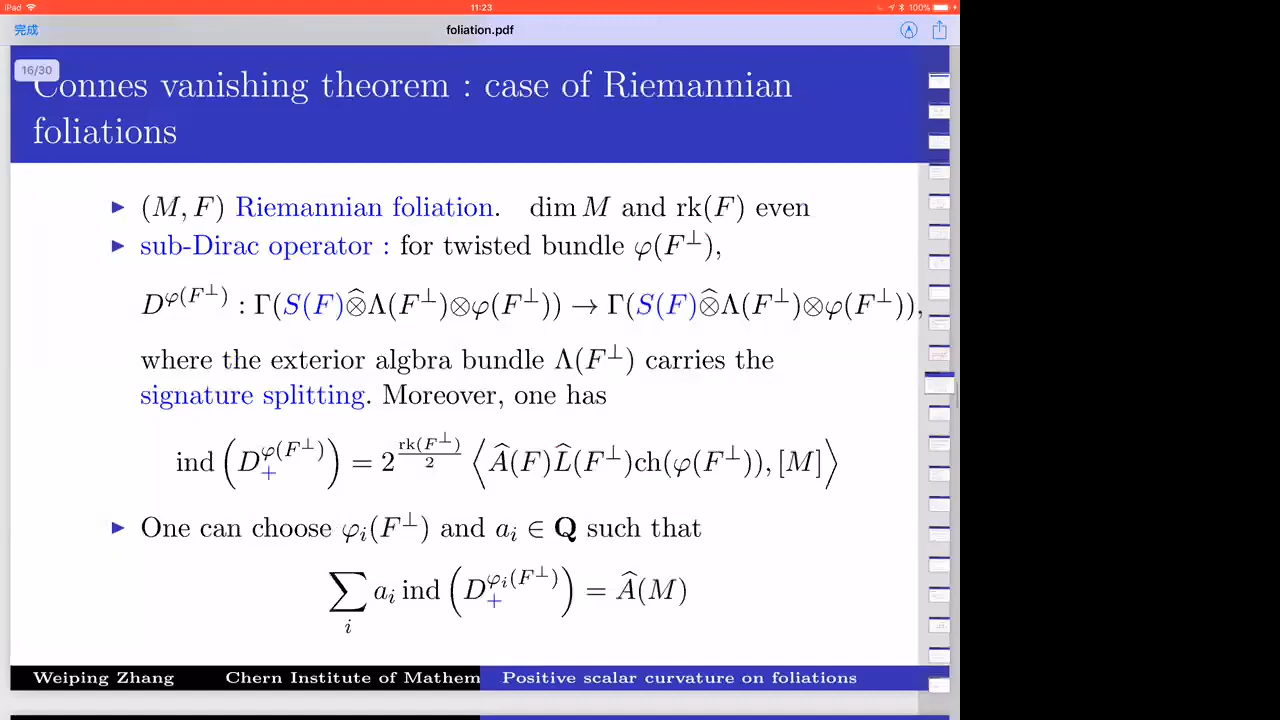 iPad 11:23 100%
完成 foliation.pdf
16/30
Connes vanishing theorem : case of Riemannian
foliations
▶ (M, F) Riemannian foliation. dim M and rk(F) even
▶ sub-Dirac operator : for twisted bundle φ(F^⊥),
D^{φ(F^⊥)} : Γ(S(F)⊗̂Λ(F^⊥)⊗φ(F^⊥)) → Γ(S(F)⊗̂Λ(F^⊥)⊗φ(F^⊥)),
where the exterior algbra bundle Λ(F^⊥) carries the
signature splitting. Moreover, one has
ind (D_+^{φ(F^⊥)}) = 2^{rk(F^⊥)/2} ⟨Â(F)L̂(F^⊥)ch(φ(F^⊥)), [M]⟩
▶ One can choose φ_i(F^⊥) and a_i ∈ Q such that
∑_i a_i ind (D_+^{φ_i(F^⊥)}) = Â(M)
Weiping Zhang Chern Institute of Mathem Positive scalar curvature on foliations